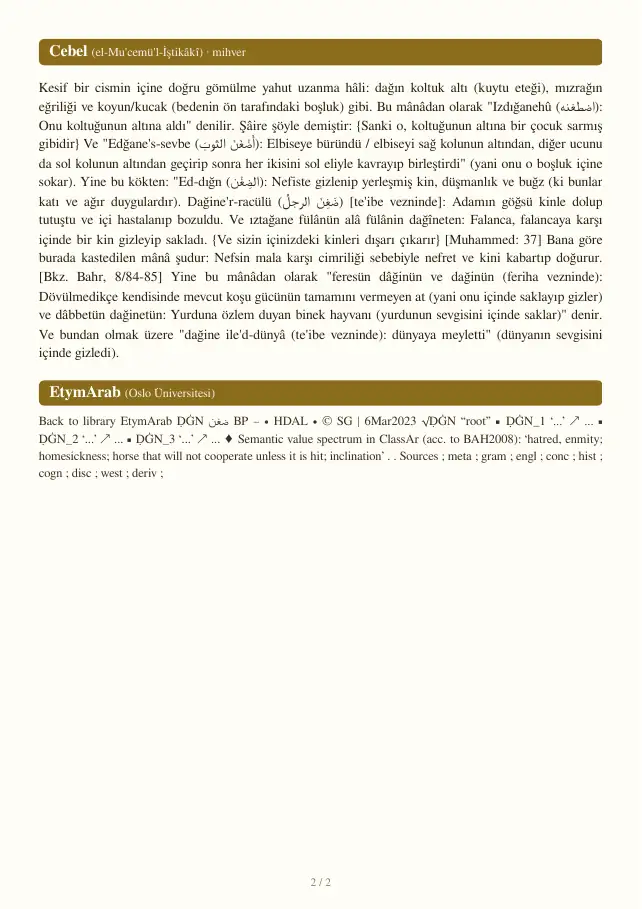 Cebel (el-Mu'cemü'l-İştikâkî) · mihver
Kesif bir cismin içine doğru gömülme yahut uzanma hâli: dağın koltuk altı (kuytu eteği), mızrağın
eğriliği ve koyun/kucak (bedenin ön tarafındaki boşluk) gibi. Bu mânâdan olarak "Izdığanehû (اضطغنه):
Onu koltuğunun altına aldı" denilir. Şâire şöyle demiştir: {Sanki o, koltuğunun altına bir çocuk sarmış
gibidir} Ve "Edğane's-sevbe (أَضْغَنَ الثوبَ): Elbiseye büründü / elbiseyi sağ kolunun altından, diğer ucunu
da sol kolunun altından geçirip sonra her ikisini sol eliyle kavrayıp birleştirdi" (yani onu o boşluk içine
sokar). Yine bu kökten: "Ed-dığn (الضِغْن): Nefiste gizlenip yerleşmiş kin, düşmanlık ve buğz (ki bunlar
katı ve ağır duygulardır). Dağine'r-racülü (ضَغِنَ الرجلُ) [te'ibe vezninde]: Adamın göğsü kinle dolup
tutuştu ve içi hastalanıp bozuldu. Ve ıztağane fülânün alâ fülânin dağîneten: Falanca, falancaya karşı
içinde bir kin gizleyip sakladı. {Ve sizin içinizdeki kinleri dışarı çıkarır} [Muhammed: 37] Bana göre
burada kastedilen mânâ şudur: Nefsin mala karşı cimriliği sebebiyle nefret ve kini kabartıp doğurur.
[Bkz. Bahr, 8/84-85] Yine bu mânâdan olarak "feresün dâğinün ve dağinün (feriha vezninde):
Dövülmedikçe kendisinde mevcut koşu gücünün tamamını vermeyen at (yani onu içinde saklayıp gizler)
ve dâbbetün dağinetün: Yurduna özlem duyan binek hayvanı (yurdunun sevgisini içinde saklar)" denir.
Ve bundan olmak üzere "dağine ile'd-dünyâ (te'ibe vezninde): dünyaya meyletti" (dünyanın sevgisini
içinde gizledi).
EtymArab (Oslo Üniversitesi)
Back to library EtymArab ḌĠN ضغن BP – • HDAL • © SG | 6Mar2023 √ḌĠN “root” ▪ ḌĠN_1 ‘...’ ↗ ... ▪
ḌĠN_2 ‘...’ ↗ ... ▪ ḌĠN_3 ‘...’ ↗ ... ♦ Semantic value spectrum in ClassAr (acc. to BAH2008): ‘hatred, enmity;
homesickness; horse that will not cooperate unless it is hit; inclination’ . . Sources ; meta ; gram ; engl ; conc ; hist ;
cogn ; disc ; west ; deriv ;
2 / 2